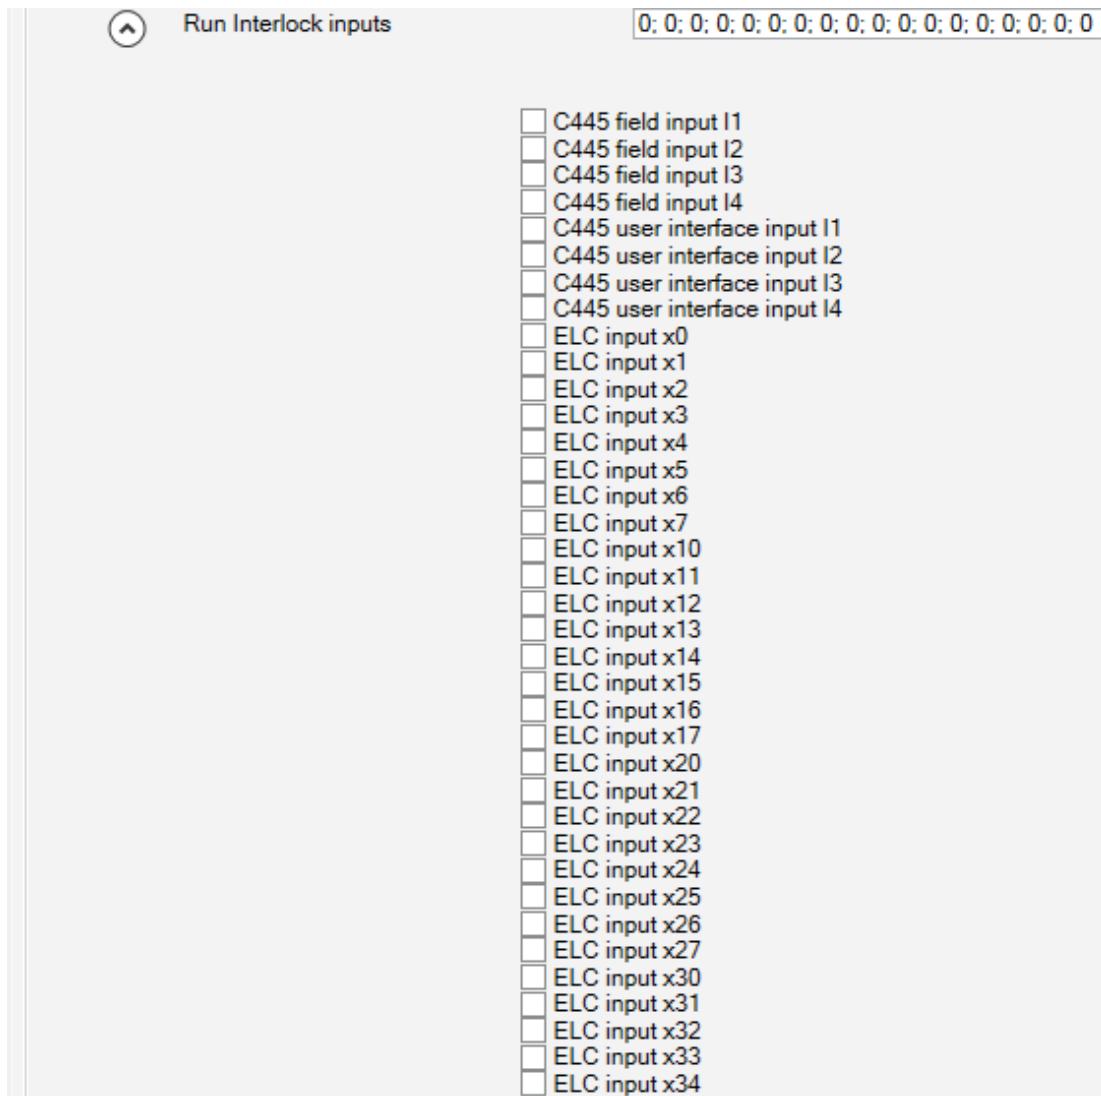 Run Interlock inputs 0; 0; 0; 0; 0; 0; 0; 0; 0; 0; 0; 0; 0; 0; 0; 0; 0; 0
C445 field input I1
C445 field input I2
C445 field input I3
C445 field input I4
C445 user interface input I1
C445 user interface input I2
C445 user interface input I3
C445 user interface input I4
ELC input x0
ELC input x1
ELC input x2
ELC input x3
ELC input x4
ELC input x5
ELC input x6
ELC input x7
ELC input x10
ELC input x11
ELC input x12
ELC input x13
ELC input x14
ELC input x15
ELC input x16
ELC input x17
ELC input x20
ELC input x21
ELC input x22
ELC input x23
ELC input x24
ELC input x25
ELC input x26
ELC input x27
ELC input x30
ELC input x31
ELC input x32
ELC input x33
ELC input x34